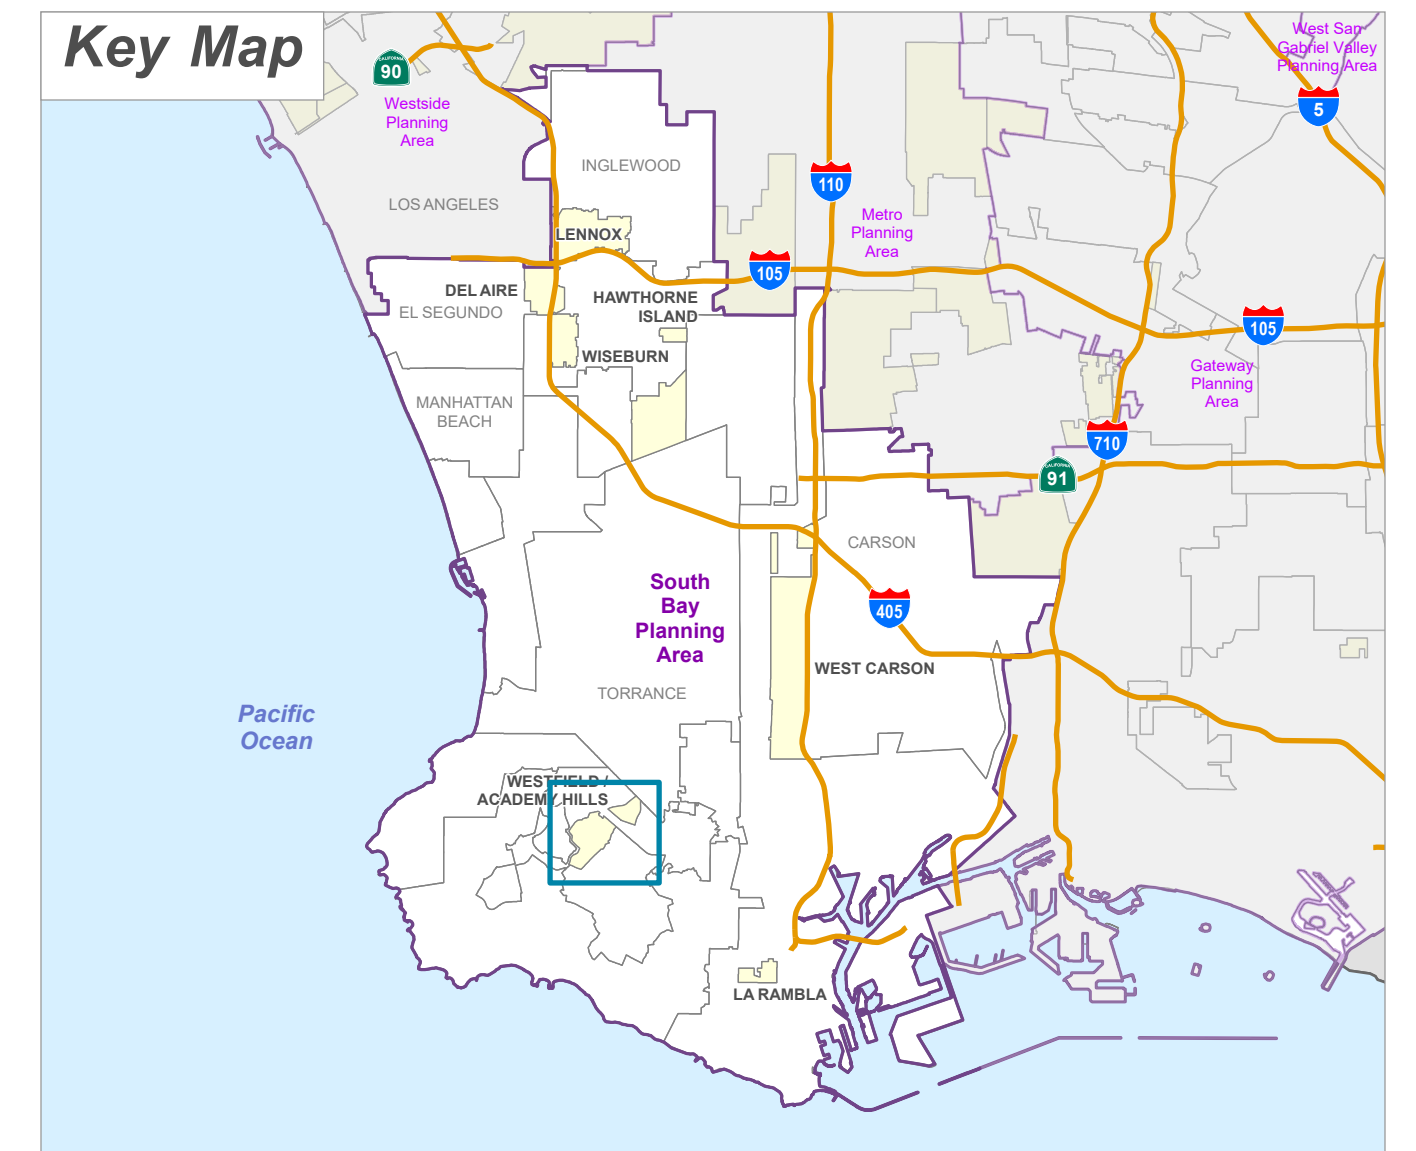 Key Map
CALIFORNIA
90
Westside
Planning
Area
West San
Gabriel Valley
Planning Area
5
INGLEWOOD
110
LOS ANGELES
Metro
Planning
Area
LENNOX
105
DEL AIRE
EL SEGUNDO
HAWTHORNE
ISLAND
105
WISEBURN
Gateway
Planning
Area
MANHATTAN
BEACH
710
CALIFORNIA
91
CARSON
South
Bay
Planning
Area
405
WEST CARSON
TORRANCE
Pacific
Ocean
WESTFIELD /
ACADEMY HILLS
LA RAMBLA